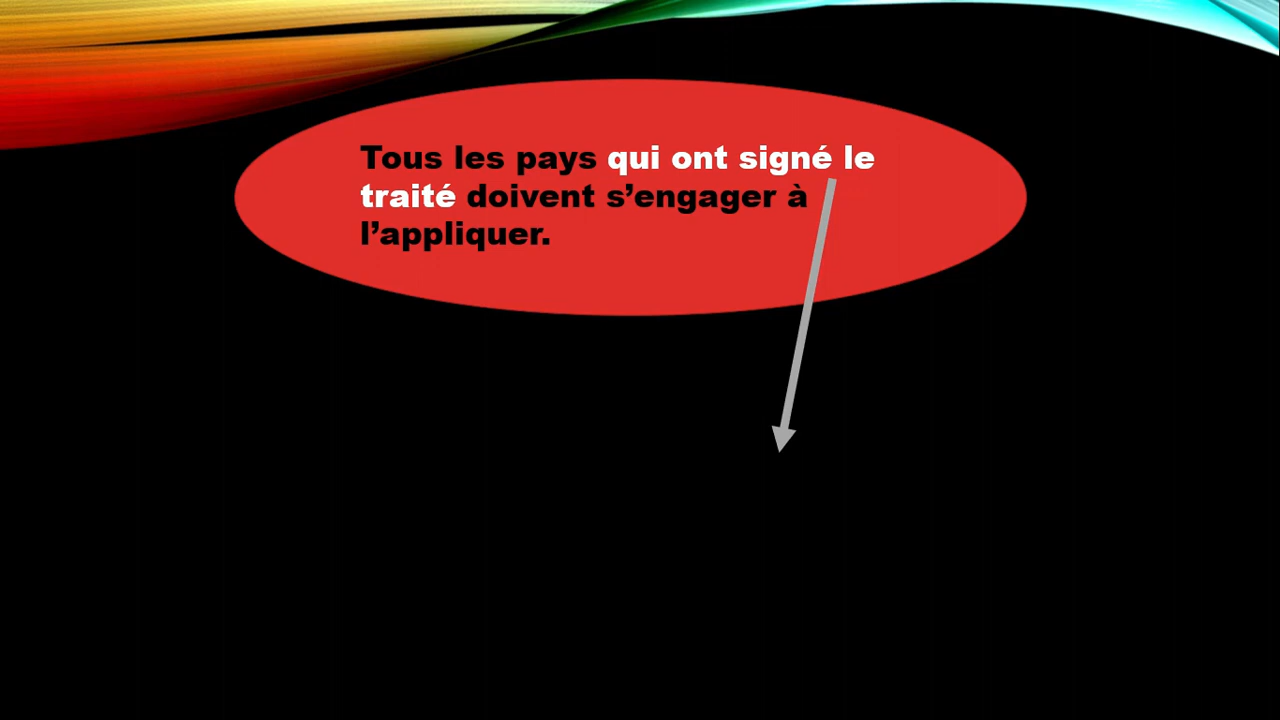 Tous les pays qui ont signé le
traité doivent s’engager à
l’appliquer.